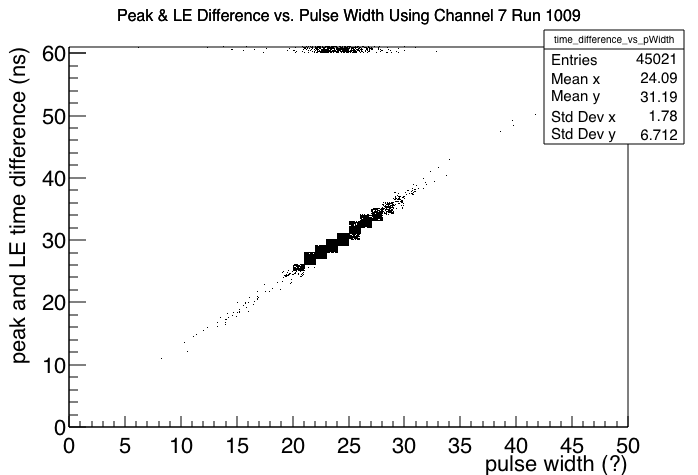 Peak & LE Difference vs. Pulse Width Using Channel 7 Run 1009
time_difference_vs_pWidth
Entries 45021
Mean x 24.09
Mean y 31.19
Std Dev x 1.78
Std Dev y 6.712
peak and LE time difference (ns)
60
50
40
30
20
10
0
0 5 10 15 20 25 30 35 40 45 50
pulse width (?)